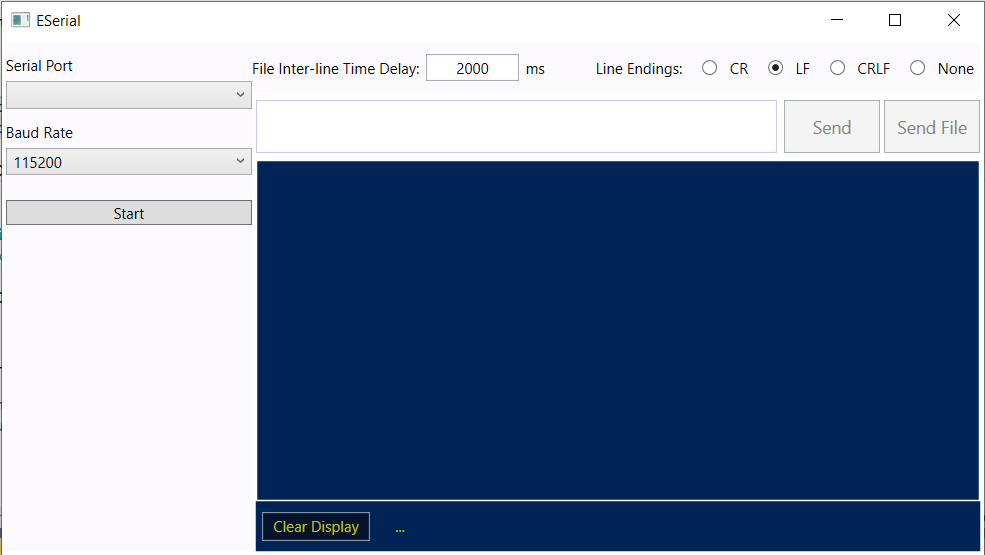 ESerial
Serial Port
File Inter-line Time Delay: 2000 ms
Line Endings: CR LF CRLF None
Baud Rate
115200
Send
Send File
Start
Clear Display
...